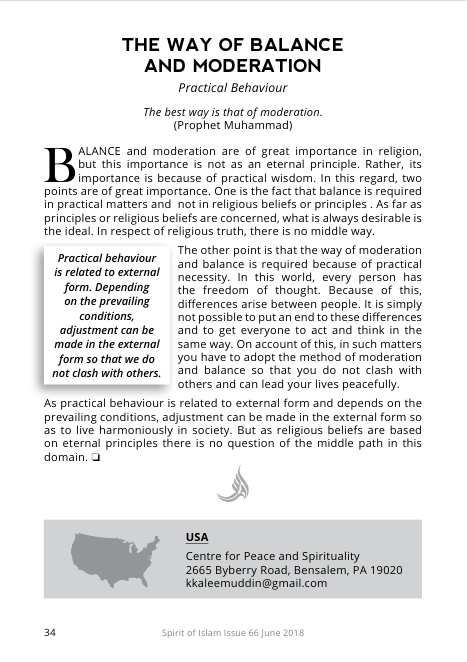 THE WAY OF BALANCE
AND MODERATION
Practical Behaviour
The best way is that of moderation.
(Prophet Muhammad)
BALANCE and moderation are of great importance in religion,
but this importance is not as an eternal principle. Rather, its
importance is because of practical wisdom. In this regard, two
points are of great importance. One is the fact that balance is required
in practical matters and  not in religious beliefs or principles . As far as
principles or religious beliefs are concerned, what is always desirable is
the ideal. In respect of religious truth, there is no middle way.
Practical behaviour
is related to external
form. Depending
on the prevailing
conditions,
adjustment can be
made in the external
form so that we do
not clash with others.
The other point is that the way of moderation
and balance is required because of practical
necessity. In this world, every person has
the freedom of thought. Because of this,
differences arise between people. It is simply
not possible to put an end to these differences
and to get everyone to act and think in the
same way. On account of this, in such matters
you have to adopt the method of moderation
and balance so that you do not clash with
others and can lead your lives peacefully.
As practical behaviour is related to external form and depends on the
prevailing conditions, adjustment can be made in the external form so
as to live harmoniously in society. But as religious beliefs are based
on eternal principles there is no question of the middle path in this
domain. ❑
USA
Centre for Peace and Spirituality
2665 Byberry Road, Bensalem, PA 19020
kkaleemuddin@gmail.com
34
Spirit of Islam Issue 66 June 2018